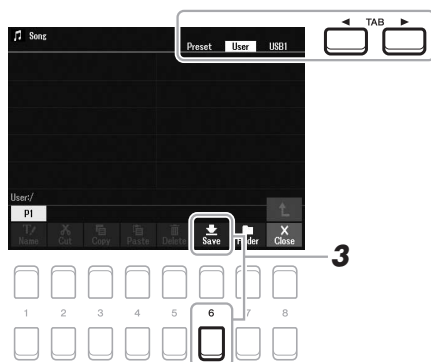 ◄ TAB ►
Song
Preset User USB1
User:/
P1
Name Cut Copy Paste Delete Save Folder Close
3
1 2 3 4 5 6 7 8